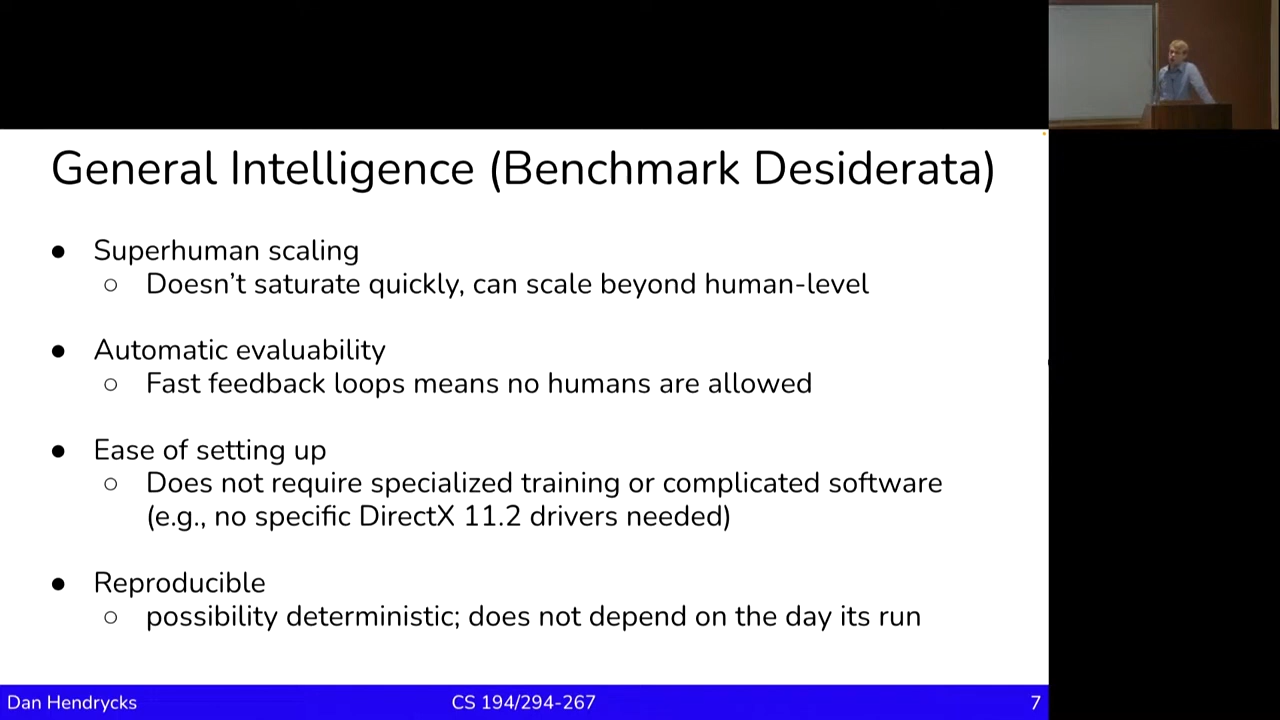 General Intelligence (Benchmark Desiderata)
● Superhuman scaling
○ Doesn't saturate quickly, can scale beyond human-level
● Automatic evaluability
○ Fast feedback loops means no humans are allowed
● Ease of setting up
○ Does not require specialized training or complicated software
(e.g., no specific DirectX 11.2 drivers needed)
● Reproducible
○ possibility deterministic; does not depend on the day its run
Dan Hendrycks CS 194/294-267 7